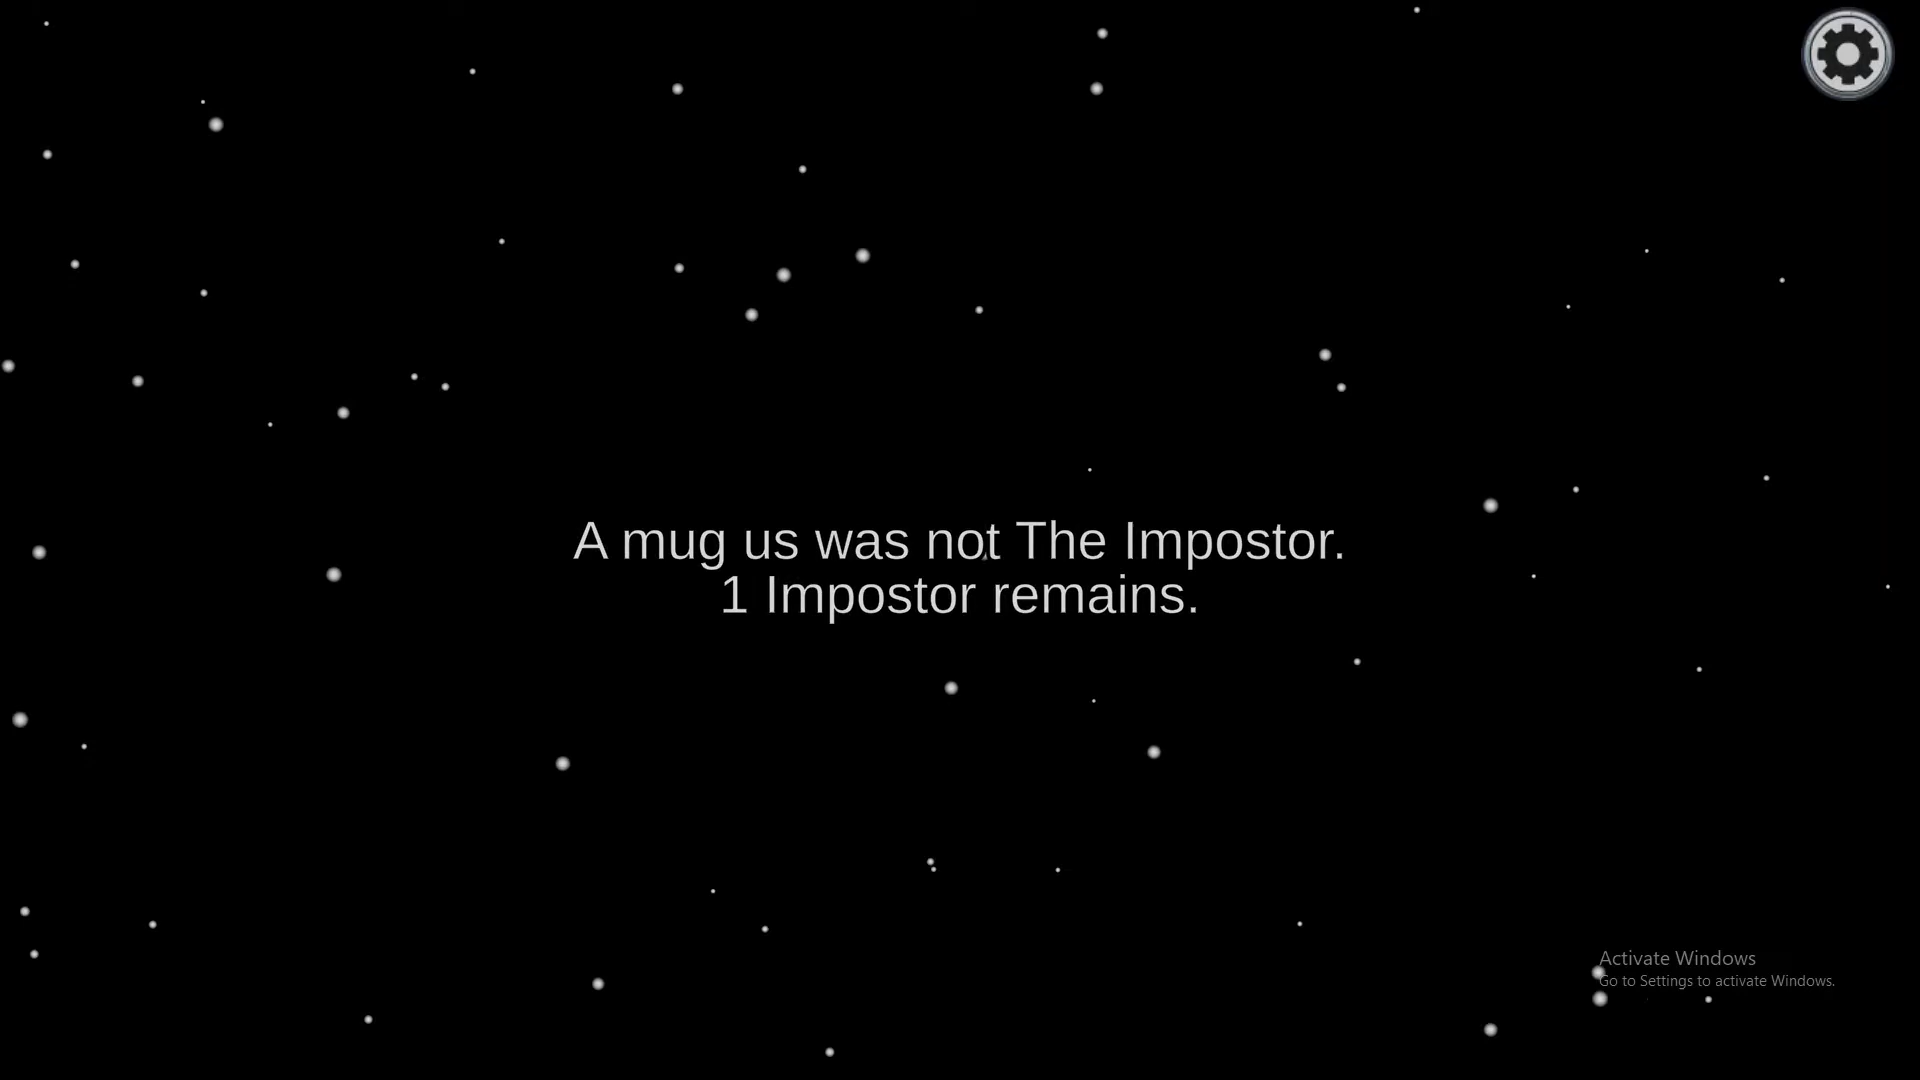 A mug us was not The Impostor.
1 Impostor remains.
Activate Windows
Go to Settings to activate Windows.